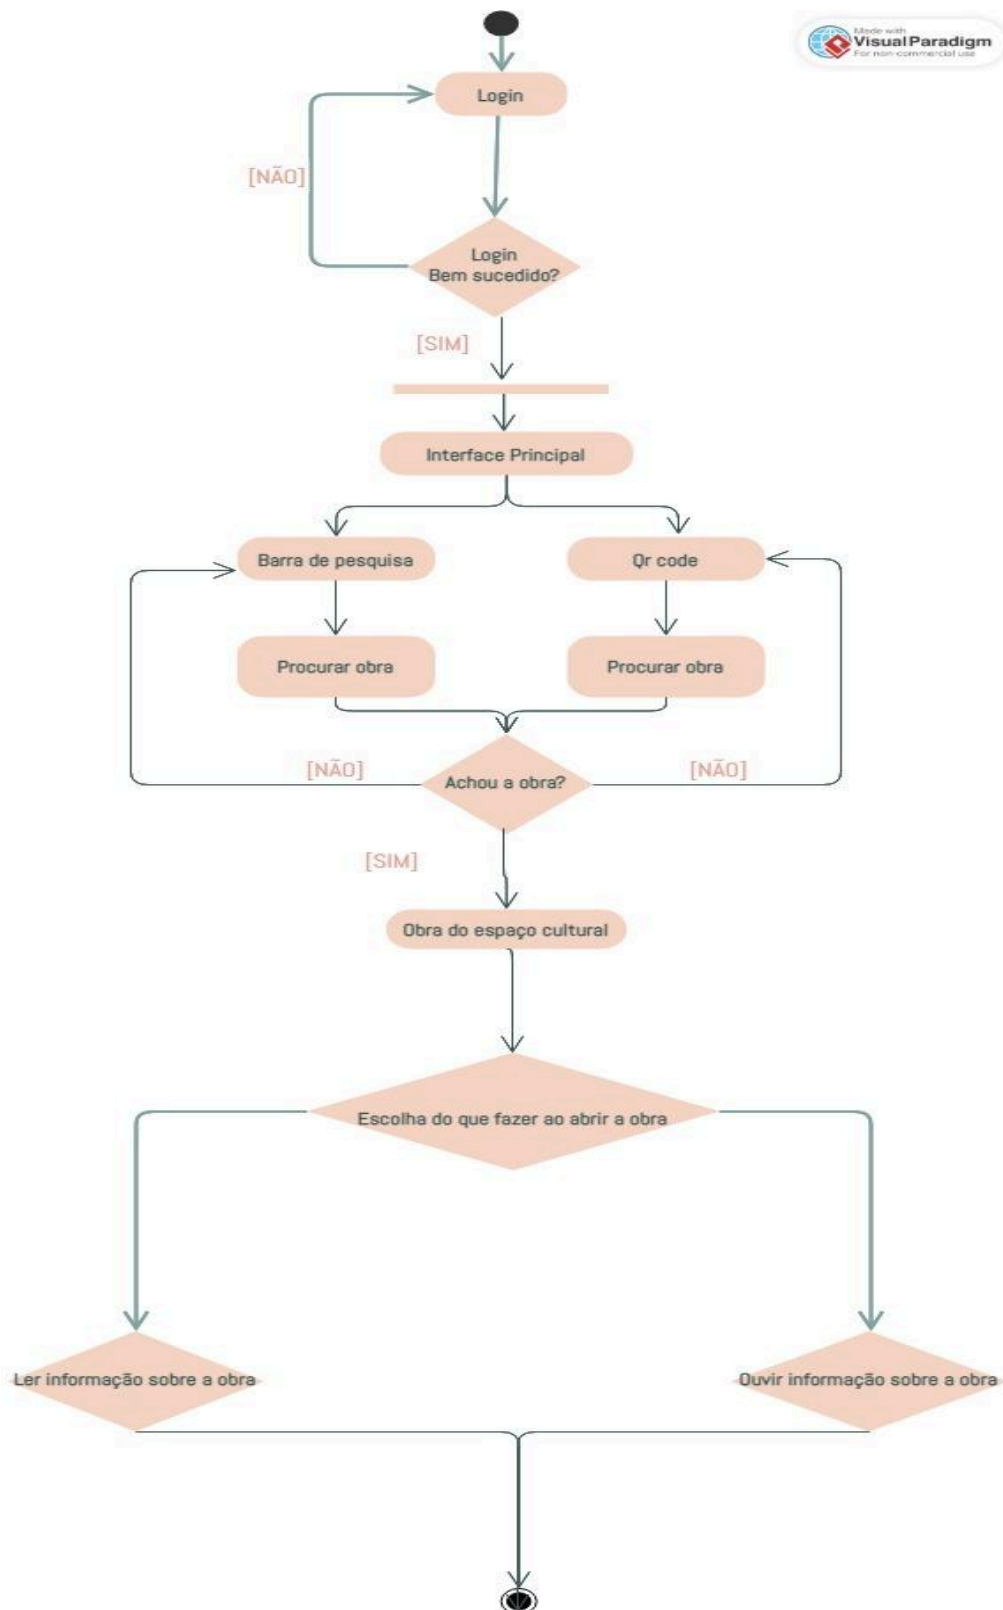 Made with
Visual Paradigm
For non-commercial use
Login
[NÃO]
Login
Bem sucedido?
[SIM]
Interface Principal
Barra de pesquisa
Qr code
Procurar obra
Procurar obra
[NÃO]
[NÃO]
Achou a obra?
[SIM]
Obra do espaço cultural
Escolha do que fazer ao abrir a obra
Ler informação sobre a obra
Ouvir informação sobre a obra